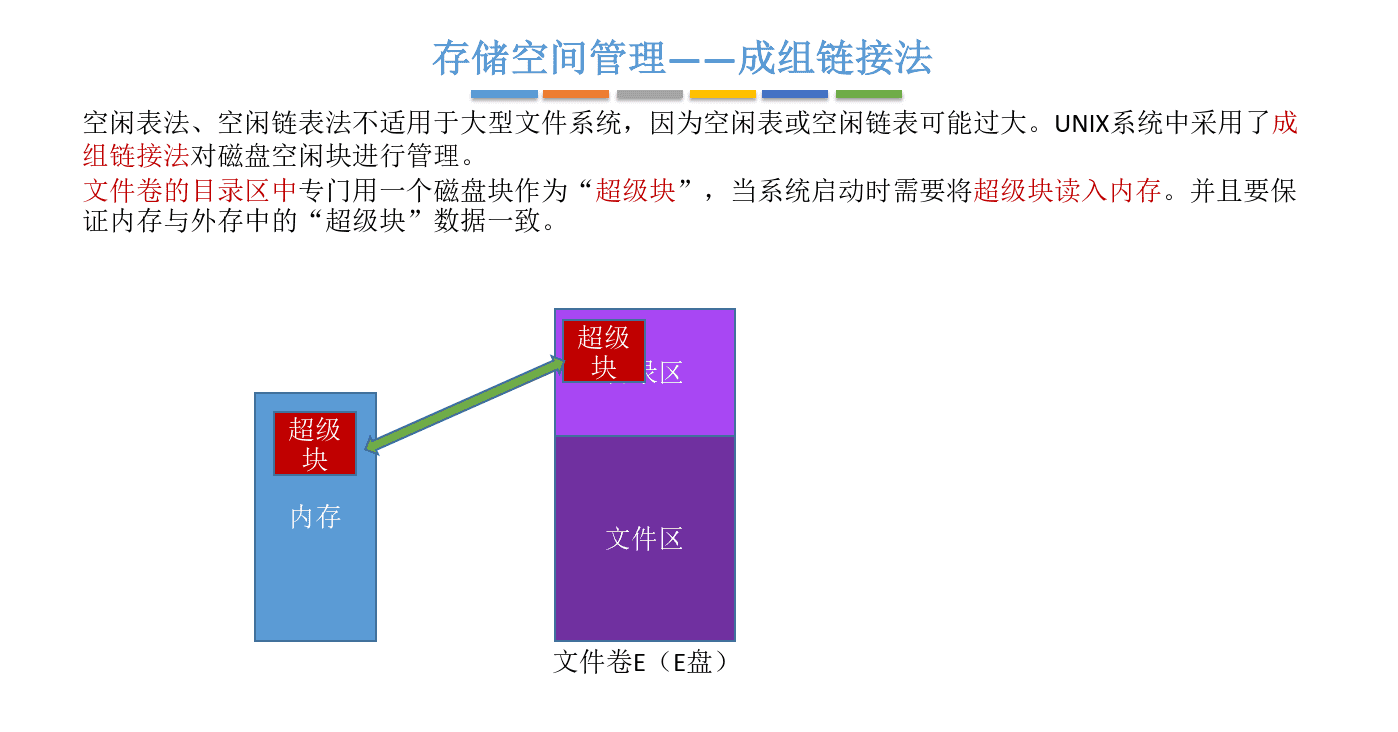 存储空间管理——成组链接法
空闲表法、空闲链表法不适用于大型文件系统，因为空闲表或空闲链表可能过大。UNIX系统中采用了成
组链接法对磁盘空闲块进行管理。
文件卷的目录区中专门用一个磁盘块作为“超级块”，当系统启动时需要将超级块读入内存。并且要保
证内存与外存中的“超级块”数据一致。
超级
块
录区
超级
块
内存
文件区
文件卷E（E盘）